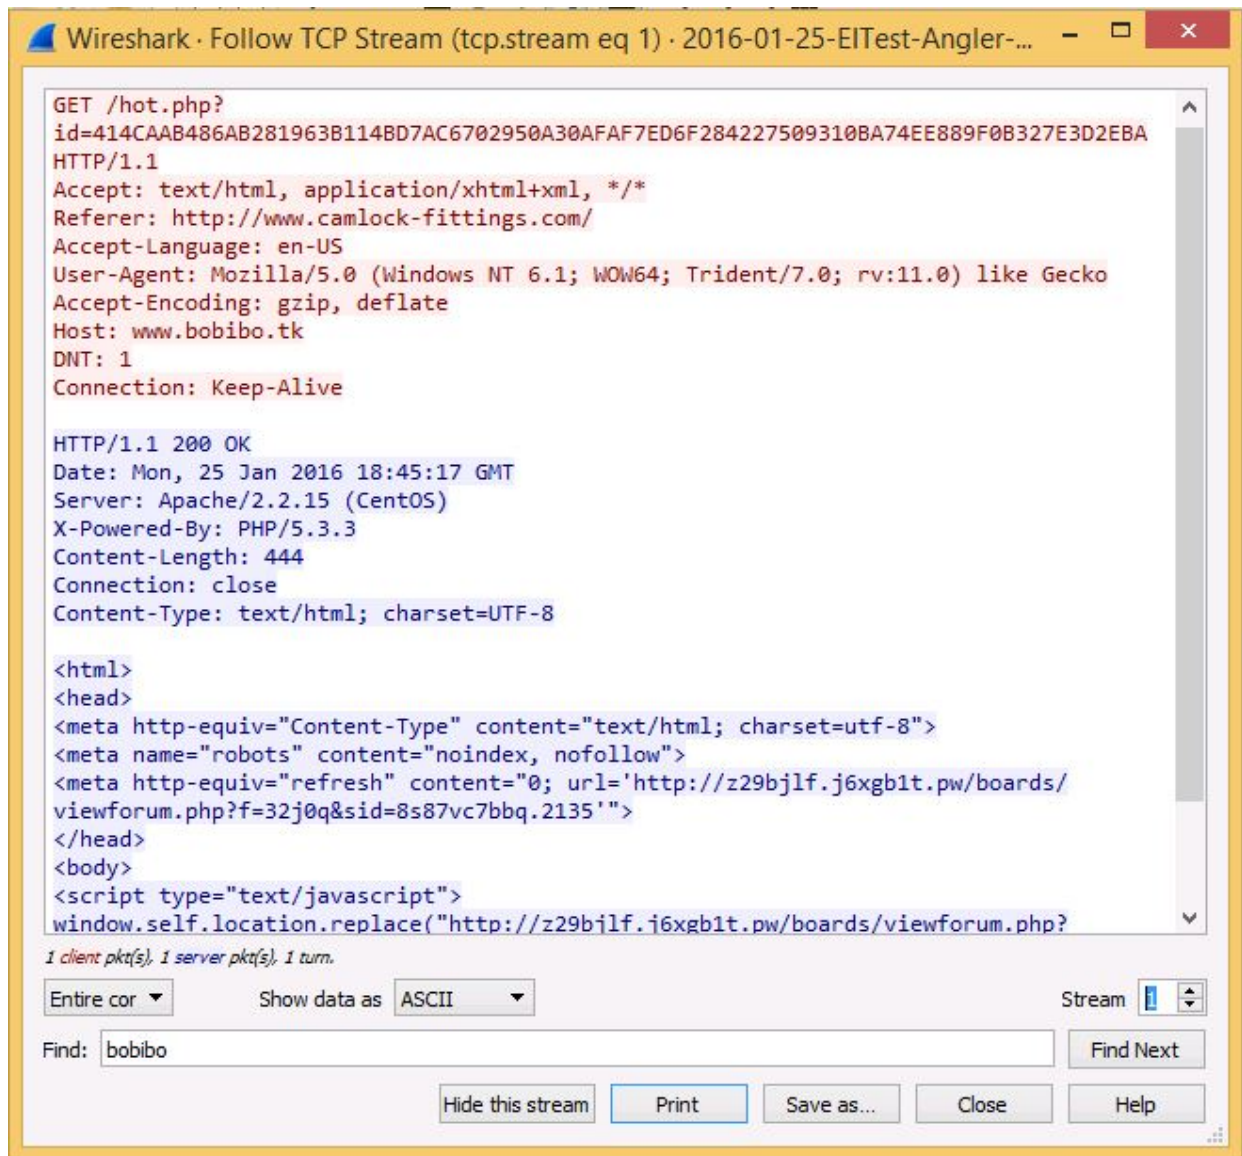 Wireshark · Follow TCP Stream (tcp.stream eq 1) · 2016-01-25-EITest-Angler-...
GET /hot.php?
id=414CAAB486AB281963B114BD7AC6702950A30AFAF7ED6F284227509310BA74EE889F0B327E3D2EBA
HTTP/1.1
Accept: text/html, application/xhtml+xml, */*
Referer: http://www.camlock-fittings.com/
Accept-Language: en-US
User-Agent: Mozilla/5.0 (Windows NT 6.1; WOW64; Trident/7.0; rv:11.0) like Gecko
Accept-Encoding: gzip, deflate
Host: www.bobibo.tk
DNT: 1
Connection: Keep-Alive
HTTP/1.1 200 OK
Date: Mon, 25 Jan 2016 18:45:17 GMT
Server: Apache/2.2.15 (CentOS)
X-Powered-By: PHP/5.3.3
Content-Length: 444
Connection: close
Content-Type: text/html; charset=UTF-8
<html>
<head>
<meta http-equiv="Content-Type" content="text/html; charset=utf-8">
<meta name="robots" content="noindex, nofollow">
<meta http-equiv="refresh" content="0; url='http://z29bjlf.j6xgb1t.pw/boards/
viewforum.php?f=32j0q&sid=8s87vc7bbq.2135'">
</head>
<body>
<script type="text/javascript">
window.self.location.replace("http://z29bjlf.j6xgb1t.pw/boards/viewforum.php?
1 client pkt(s), 1 server pkt(s), 1 turn.
Entire cor Show data as ASCII Stream 1
Find: bobibo Find Next
Hide this stream Print Save as... Close Help